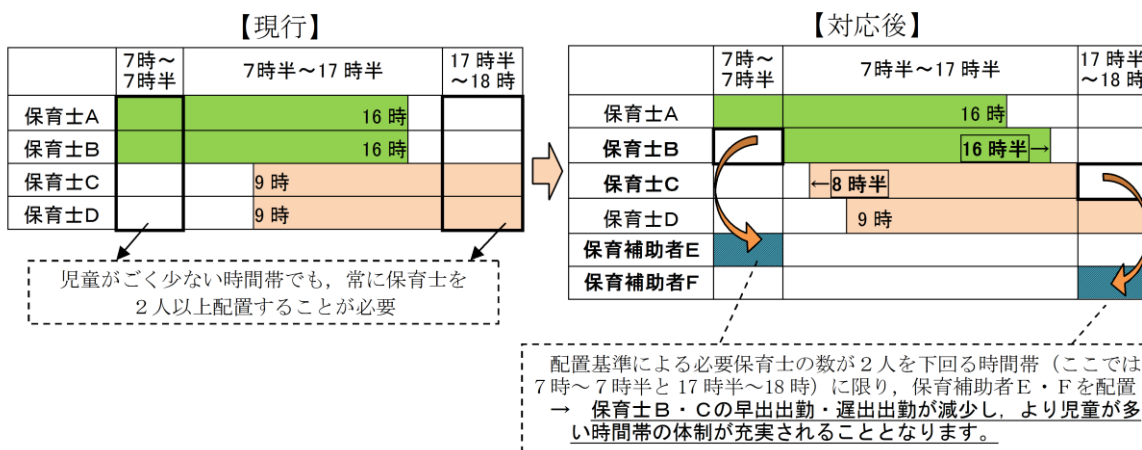 【現行】
7時～7時半 7時半～17時半 17時半～18時
保育士A 16時
保育士B 16時
保育士C 9時
保育士D 9時
児童がごく少ない時間帯でも，常に保育士を
２人以上配置することが必要
【対応後】
7時～7時半 7時半～17時半 17時半～18時
保育士A 16時
保育士B 16時半→
保育士C ←8時半
保育士D 9時
保育補助者E
保育補助者F
配置基準による必要保育士の数が２人を下回る時間帯（ここでは
７時～７時半と17時半～18時）に限り，保育補助者Ｅ・Ｆを配置
→ 保育士Ｂ・Ｃの早出出勤・遅出出勤が減少し，より児童が多
い時間帯の体制が充実されることとなります。